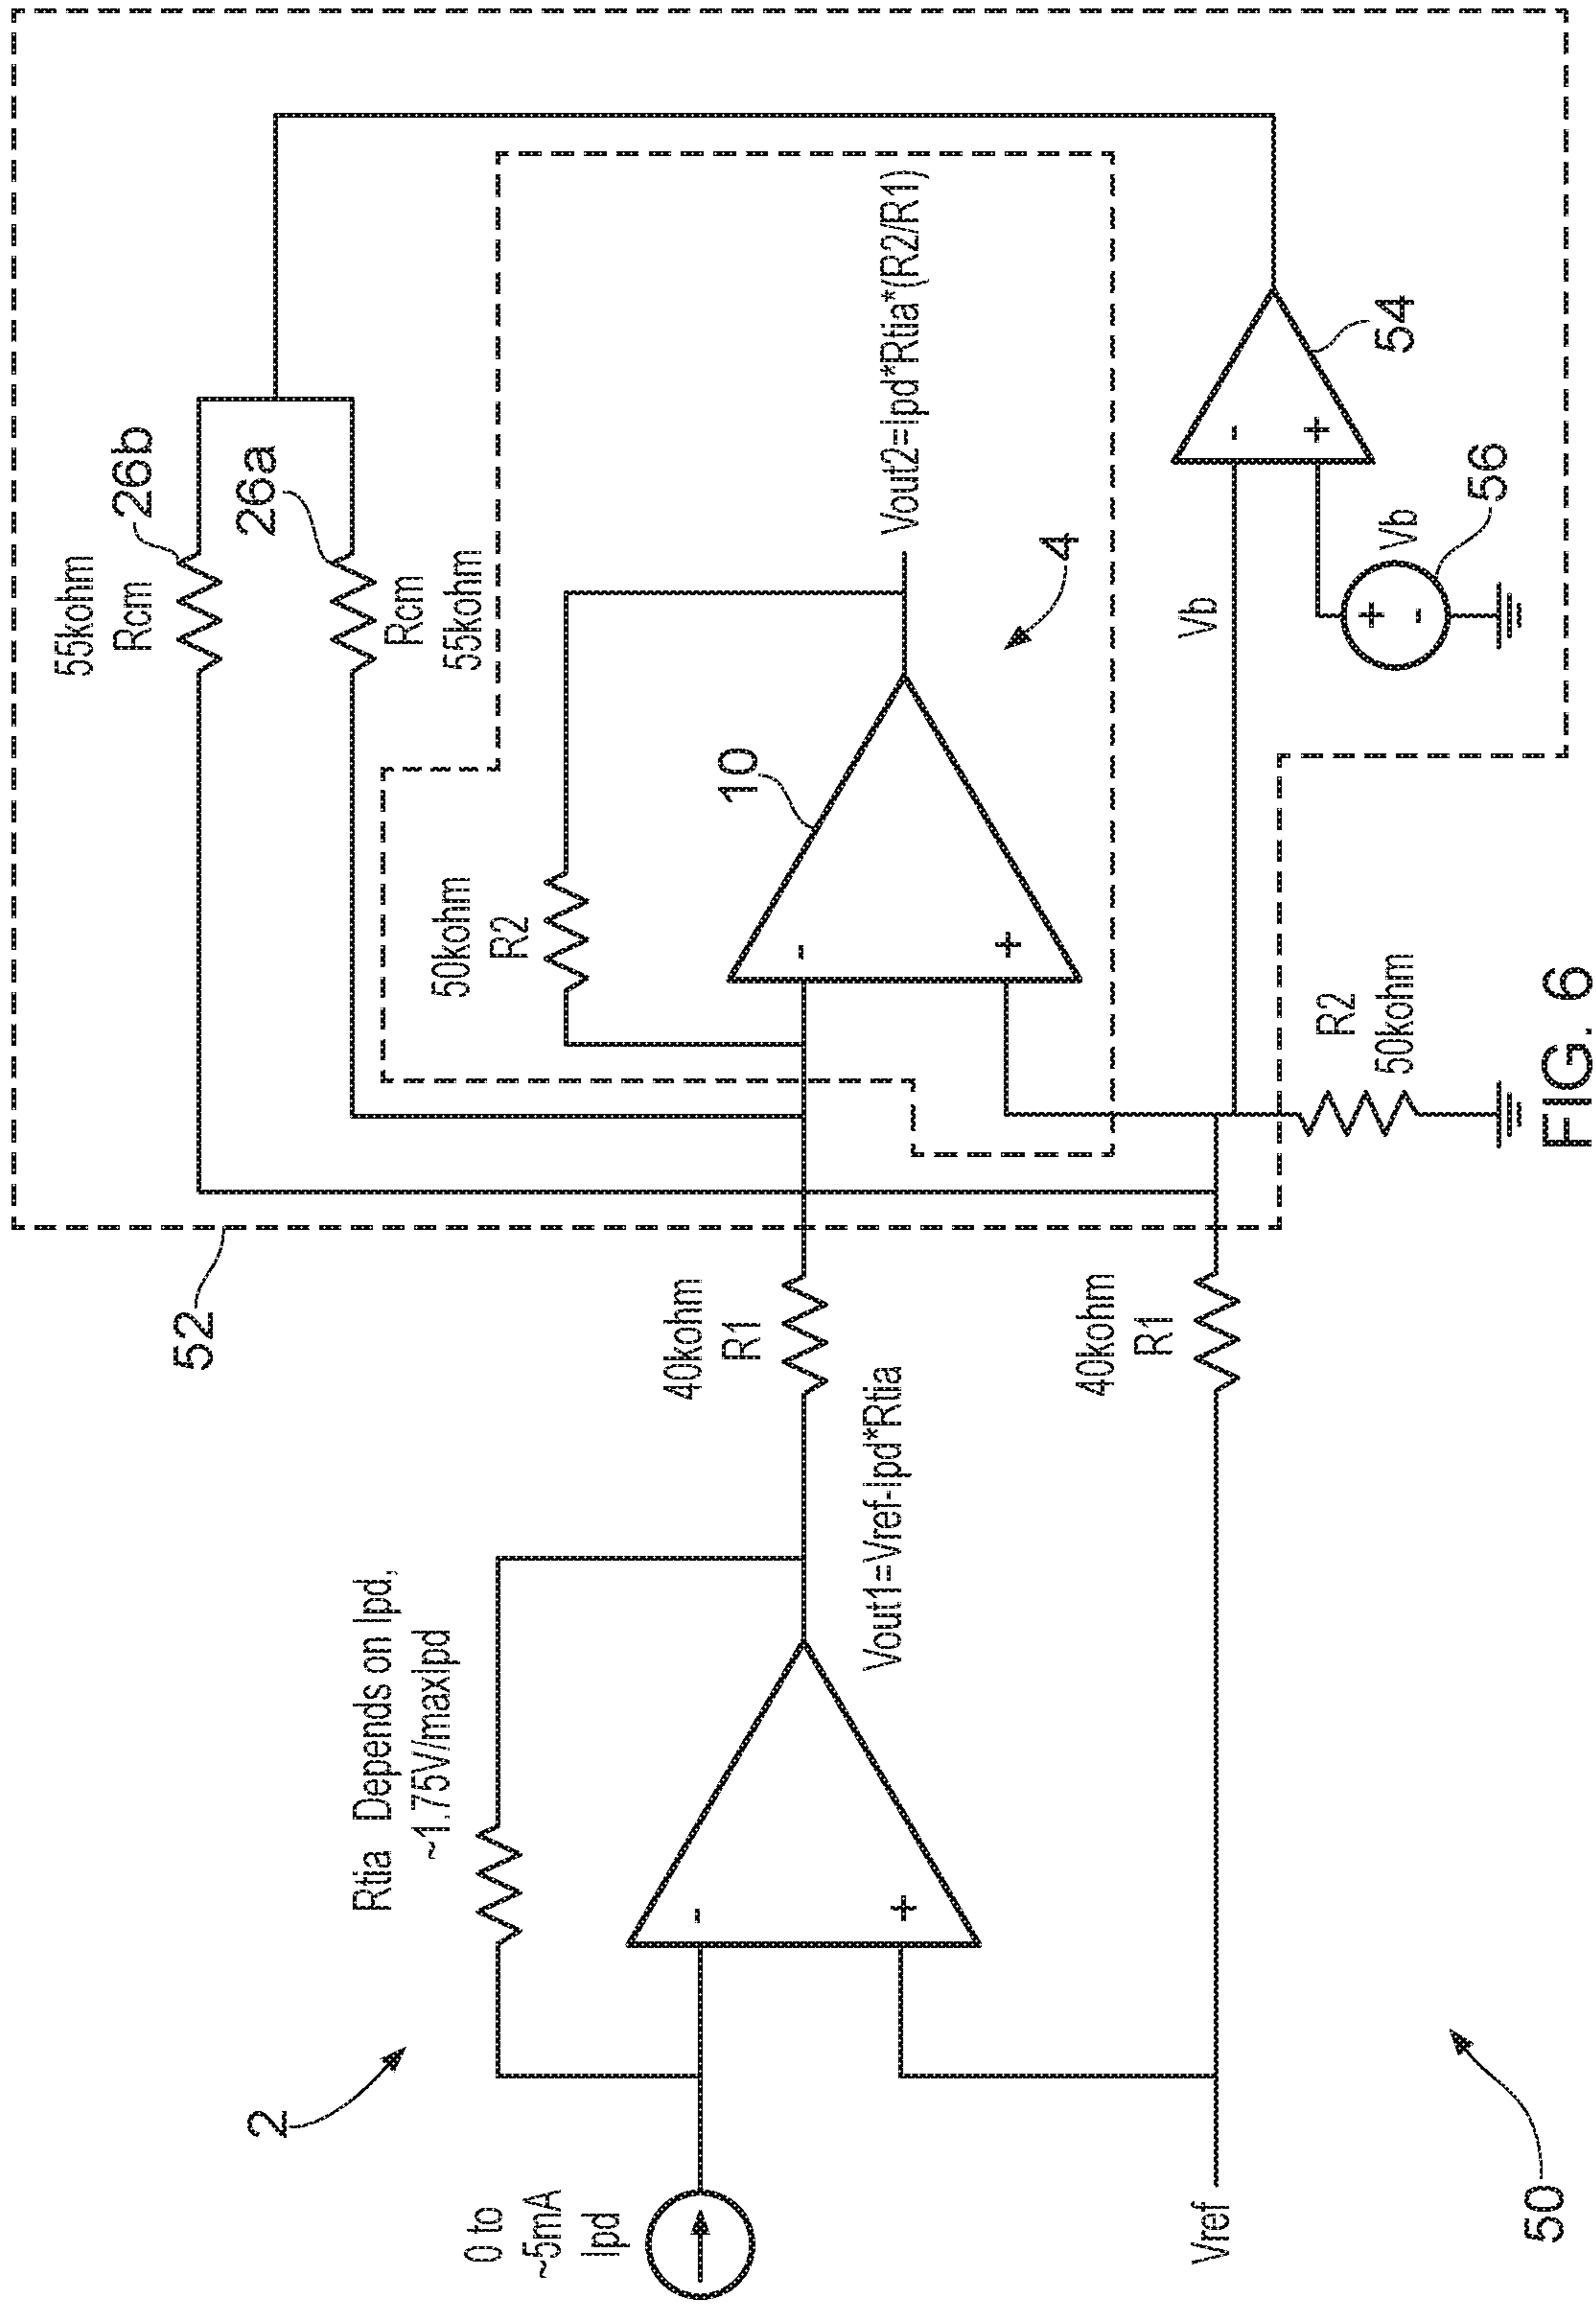 52
55kohm
Rcm
26b
26a
Rcm
55kohm
50kohm
R2
10
-
+
4
Vout2=Ipd*Rtia*(R2/R1)
Vb
-
+
54
Vb
+
-
56
R2
50kohm
40kohm
R1
40kohm
R1
2
Rtia Depends on Ipd,
~1.75V/maxIpd
-
+
Vout1=Vref-Ipd*Rtia
0 to
~5mA
Ipd
Vref
50
FIG. 6